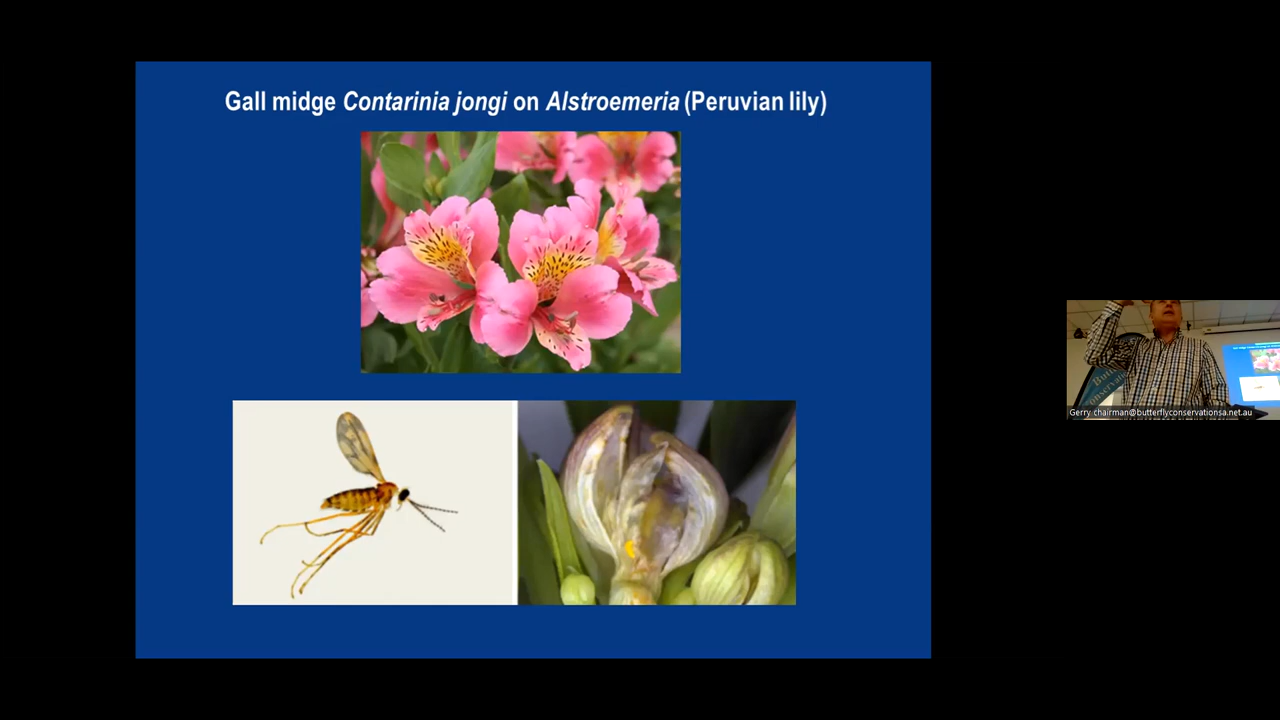 Gall midge Contarinia jongi on Alstroemeria (Peruvian lily)
Gerry chairman@butterflyconservationsa.net.au